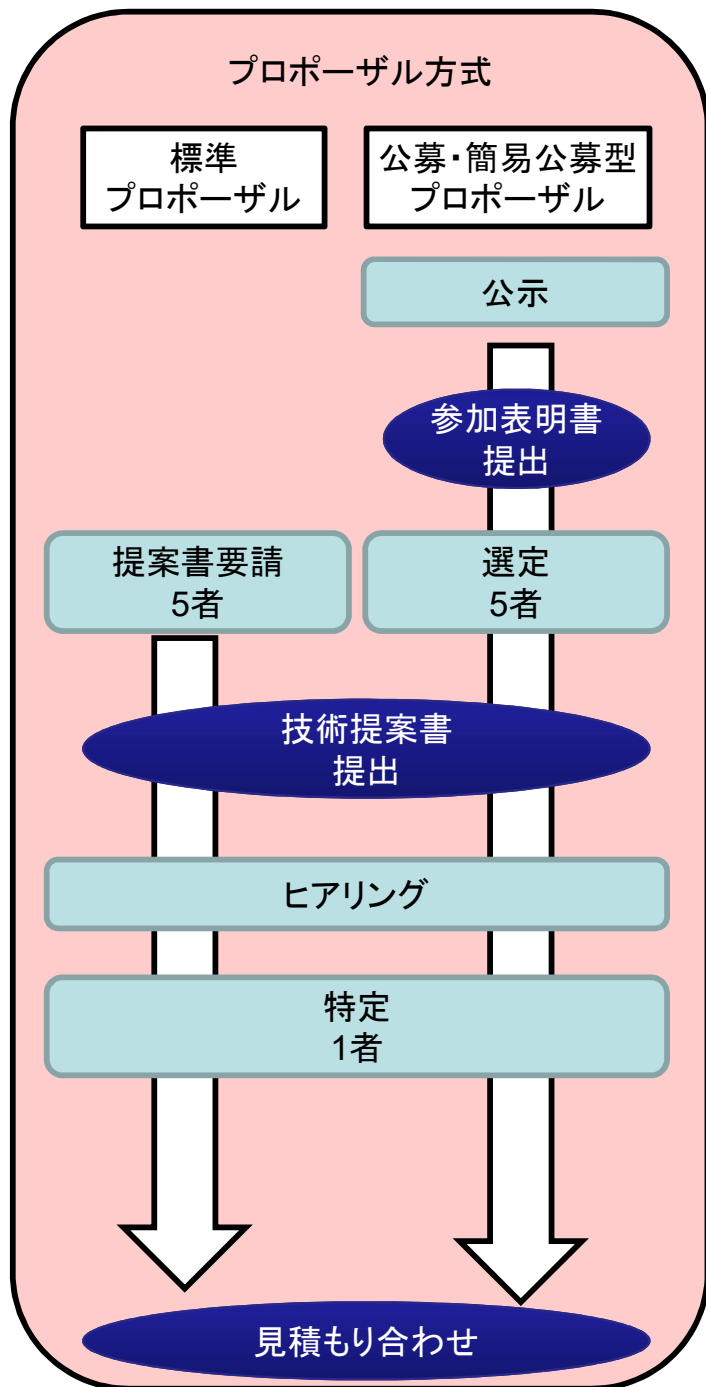 プロポーザル方式
標準
プロポーザル
公募・簡易公募型
プロポーザル
公示
参加表明書
提出
提案書要請
5者
選定
5者
技術提案書
提出
ヒアリング
特定
1者
見積もり合わせ